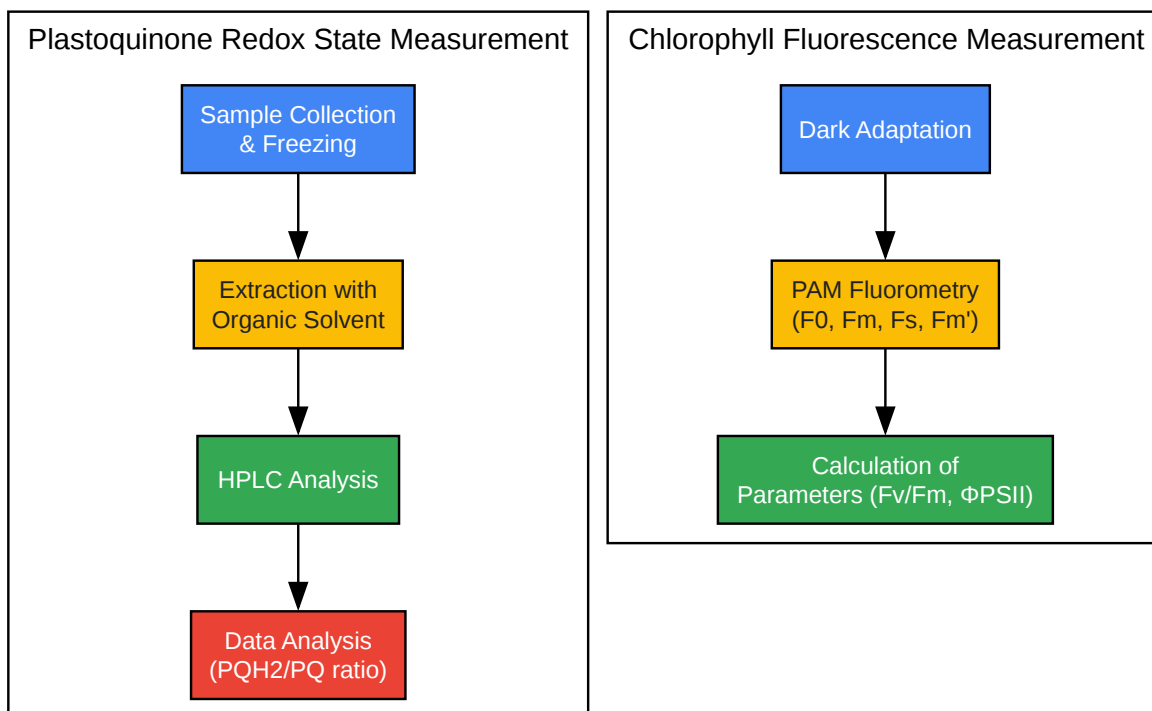 Plastoquinone Redox State Measurement
Sample Collection
& Freezing
Extraction with
Organic Solvent
HPLC Analysis
Data Analysis
(PQH2/PQ ratio)
Chlorophyll Fluorescence Measurement
Dark Adaptation
PAM Fluorometry
(F0, Fm, Fs, Fm')
Calculation of
Parameters (Fv/Fm, ΦPSII)